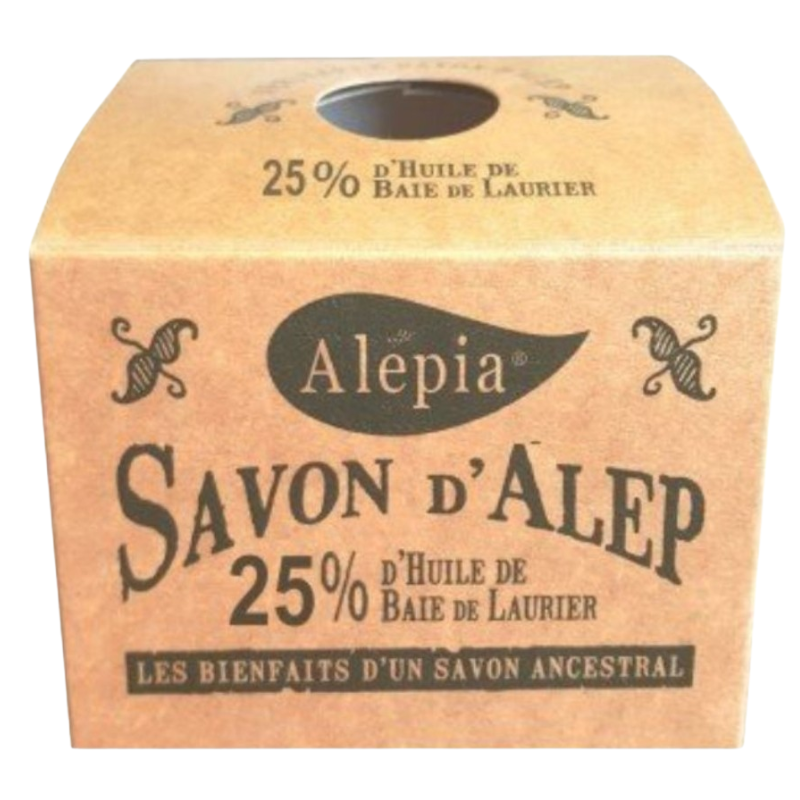 25% D'HUILE DE
BAIE DE LAURIER
Alepia®
SAVON D'ALEP
25% D'HUILE DE
BAIE DE LAURIER
LES BIENFAITS D'UN SAVON ANCESTRAL